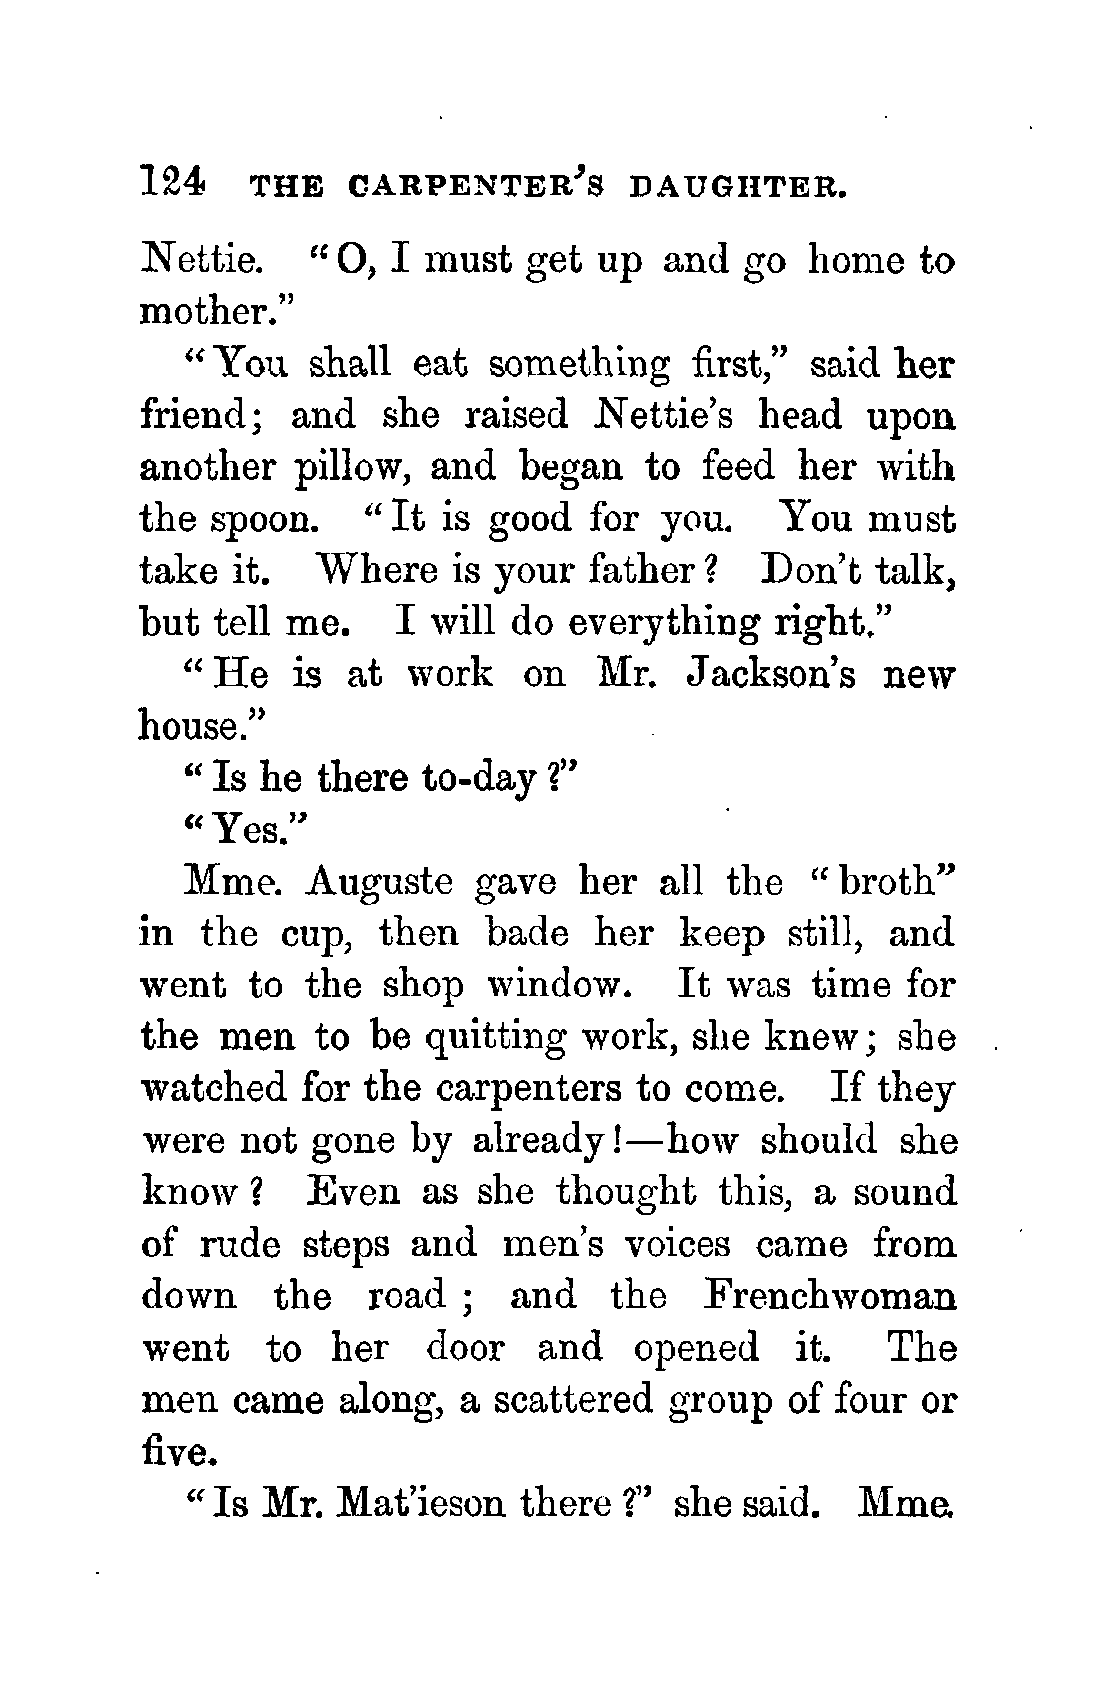 124 THE CARPENTER'S DAUGHTER.
Nettie. "O, I must get up and go home to
mother."
"You shall eat something first," said her
friend; and she raised Nettie's head upon
another pillow, and began to feed her with
the spoon. "It is good for you. You must
take it. Where is your father? Don't talk,
but tell me. I will do everything right."
"He is at work on Mr. Jackson's new
house."
"Is he there to-day?"
"Yes."
Mme. Auguste gave her all the "broth"
in the cup, then bade her keep still, and
went to the shop window. It was time for
the men to be quitting work, she knew; she
watched for the carpenters to come. If they
were not gone by already!—how should she
know? Even as she thought this, a sound
of rude steps and men's voices came from
down the road; and the Frenchwoman
went to her door and opened it. The
men came along, a scattered group of four or
five.
"Is Mr. Mat'ieson there?" she said. Mme.